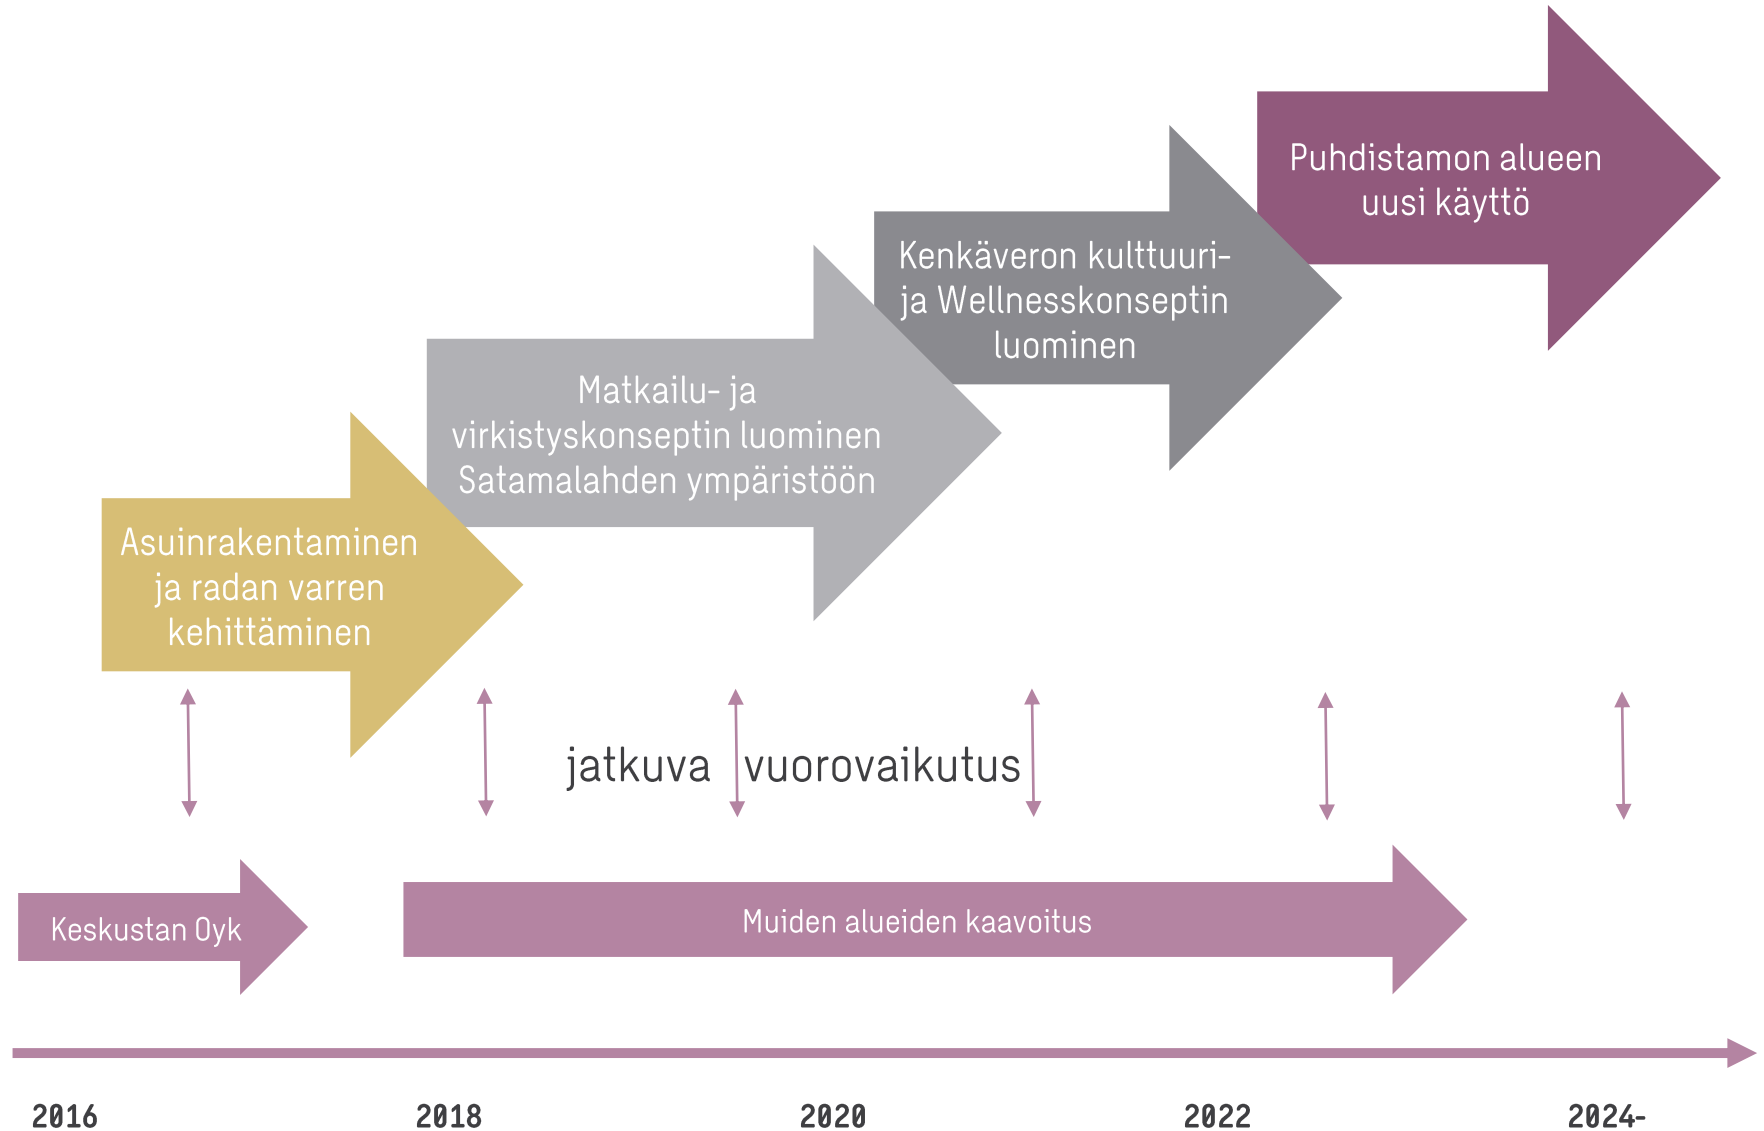 Puhdistamon alueen
uusi käyttö
Kenkäveron kulttuuri-
ja Wellnesskonseptin
luominen
Matkailu- ja
virkistyskonseptin luominen
Satamalahden ympäristöön
Asuinrakentaminen
ja radan varren
kehittäminen
jatkuva vuorovaikutus
Keskustan Oyk
Muiden alueiden kaavoitus
2016 2018 2020 2022 2024-